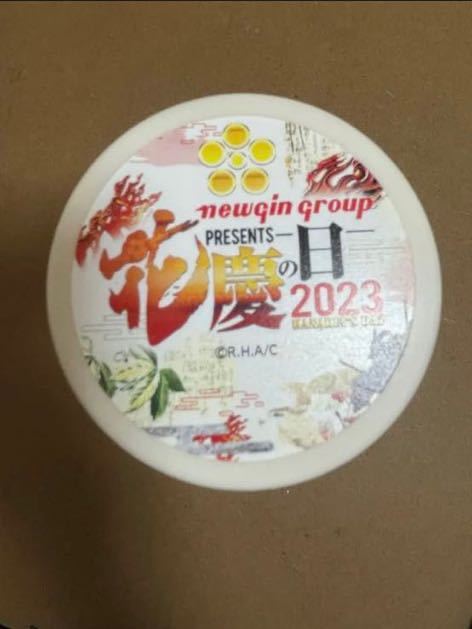 newgin group
PRESENTS
花慶の日
2023
HANAKEI'S DAY
©R.H.A/C